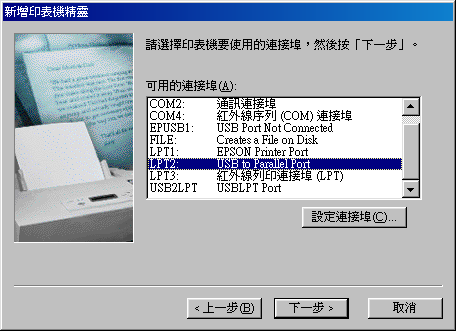 新增印表機精靈
請選擇印表機要使用的連接埠，然後按「下一步」。
可用的連接埠(A):
COM2: 通訊連接埠
COM4: 紅外線序列 (COM) 連接埠
EPUSB1: USB Port Not Connected
FILE: Creates a File on Disk
LPT1: EPSON Printer Port
LPT2: USB to Parallel Port
LPT3: 紅外線列印連接埠 (LPT)
USB2LPT USBLPT Port
設定連接埠(C)...
< 上一步(B)
下一步 >
取消